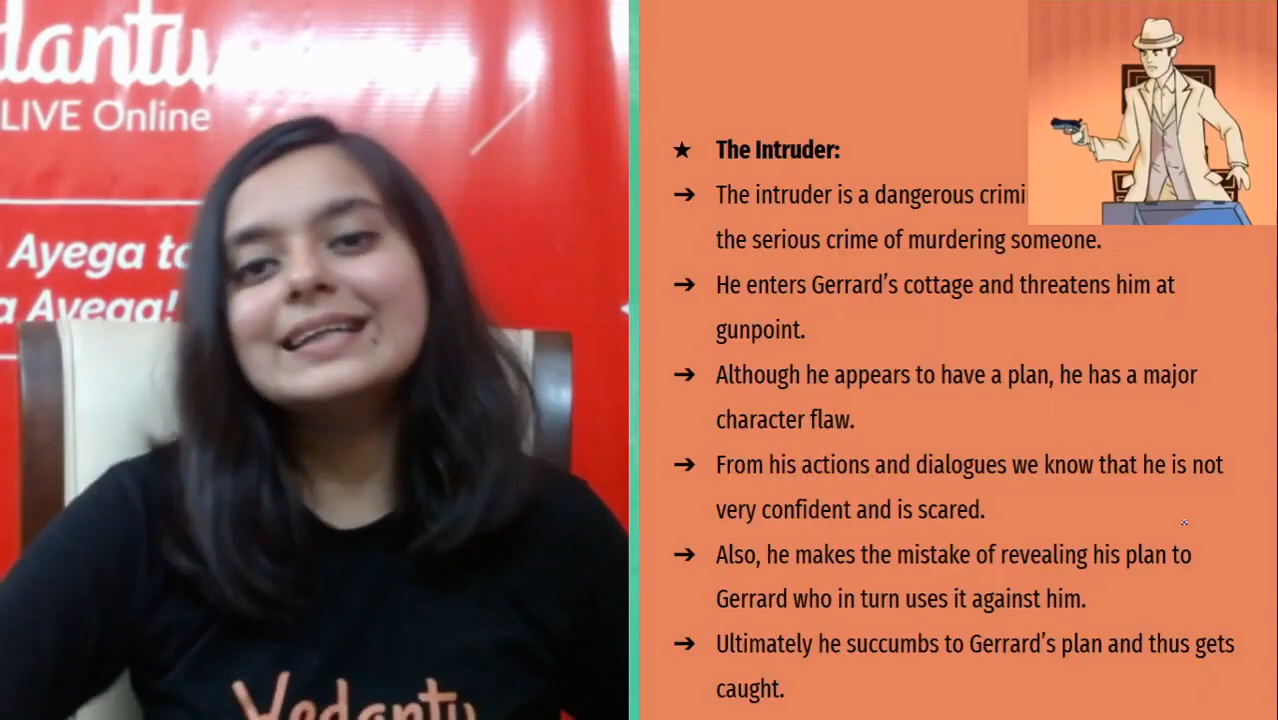 LIVE Online
Ayega to
Ayega!
Vedantu
★ The Intruder:
→ The intruder is a dangerous
the serious crime of murdering someone.
→ He enters Gerrard’s cottage and threatens him at
gunpoint.
→ Although he appears to have a plan, he has a major
character flaw.
→ From his actions and dialogues we know that he is not
very confident and is scared.
→ Also, he makes the mistake of revealing his plan to
Gerrard who in turn uses it against him.
→ Ultimately he succumbs to Gerrard’s plan and thus gets
caught.